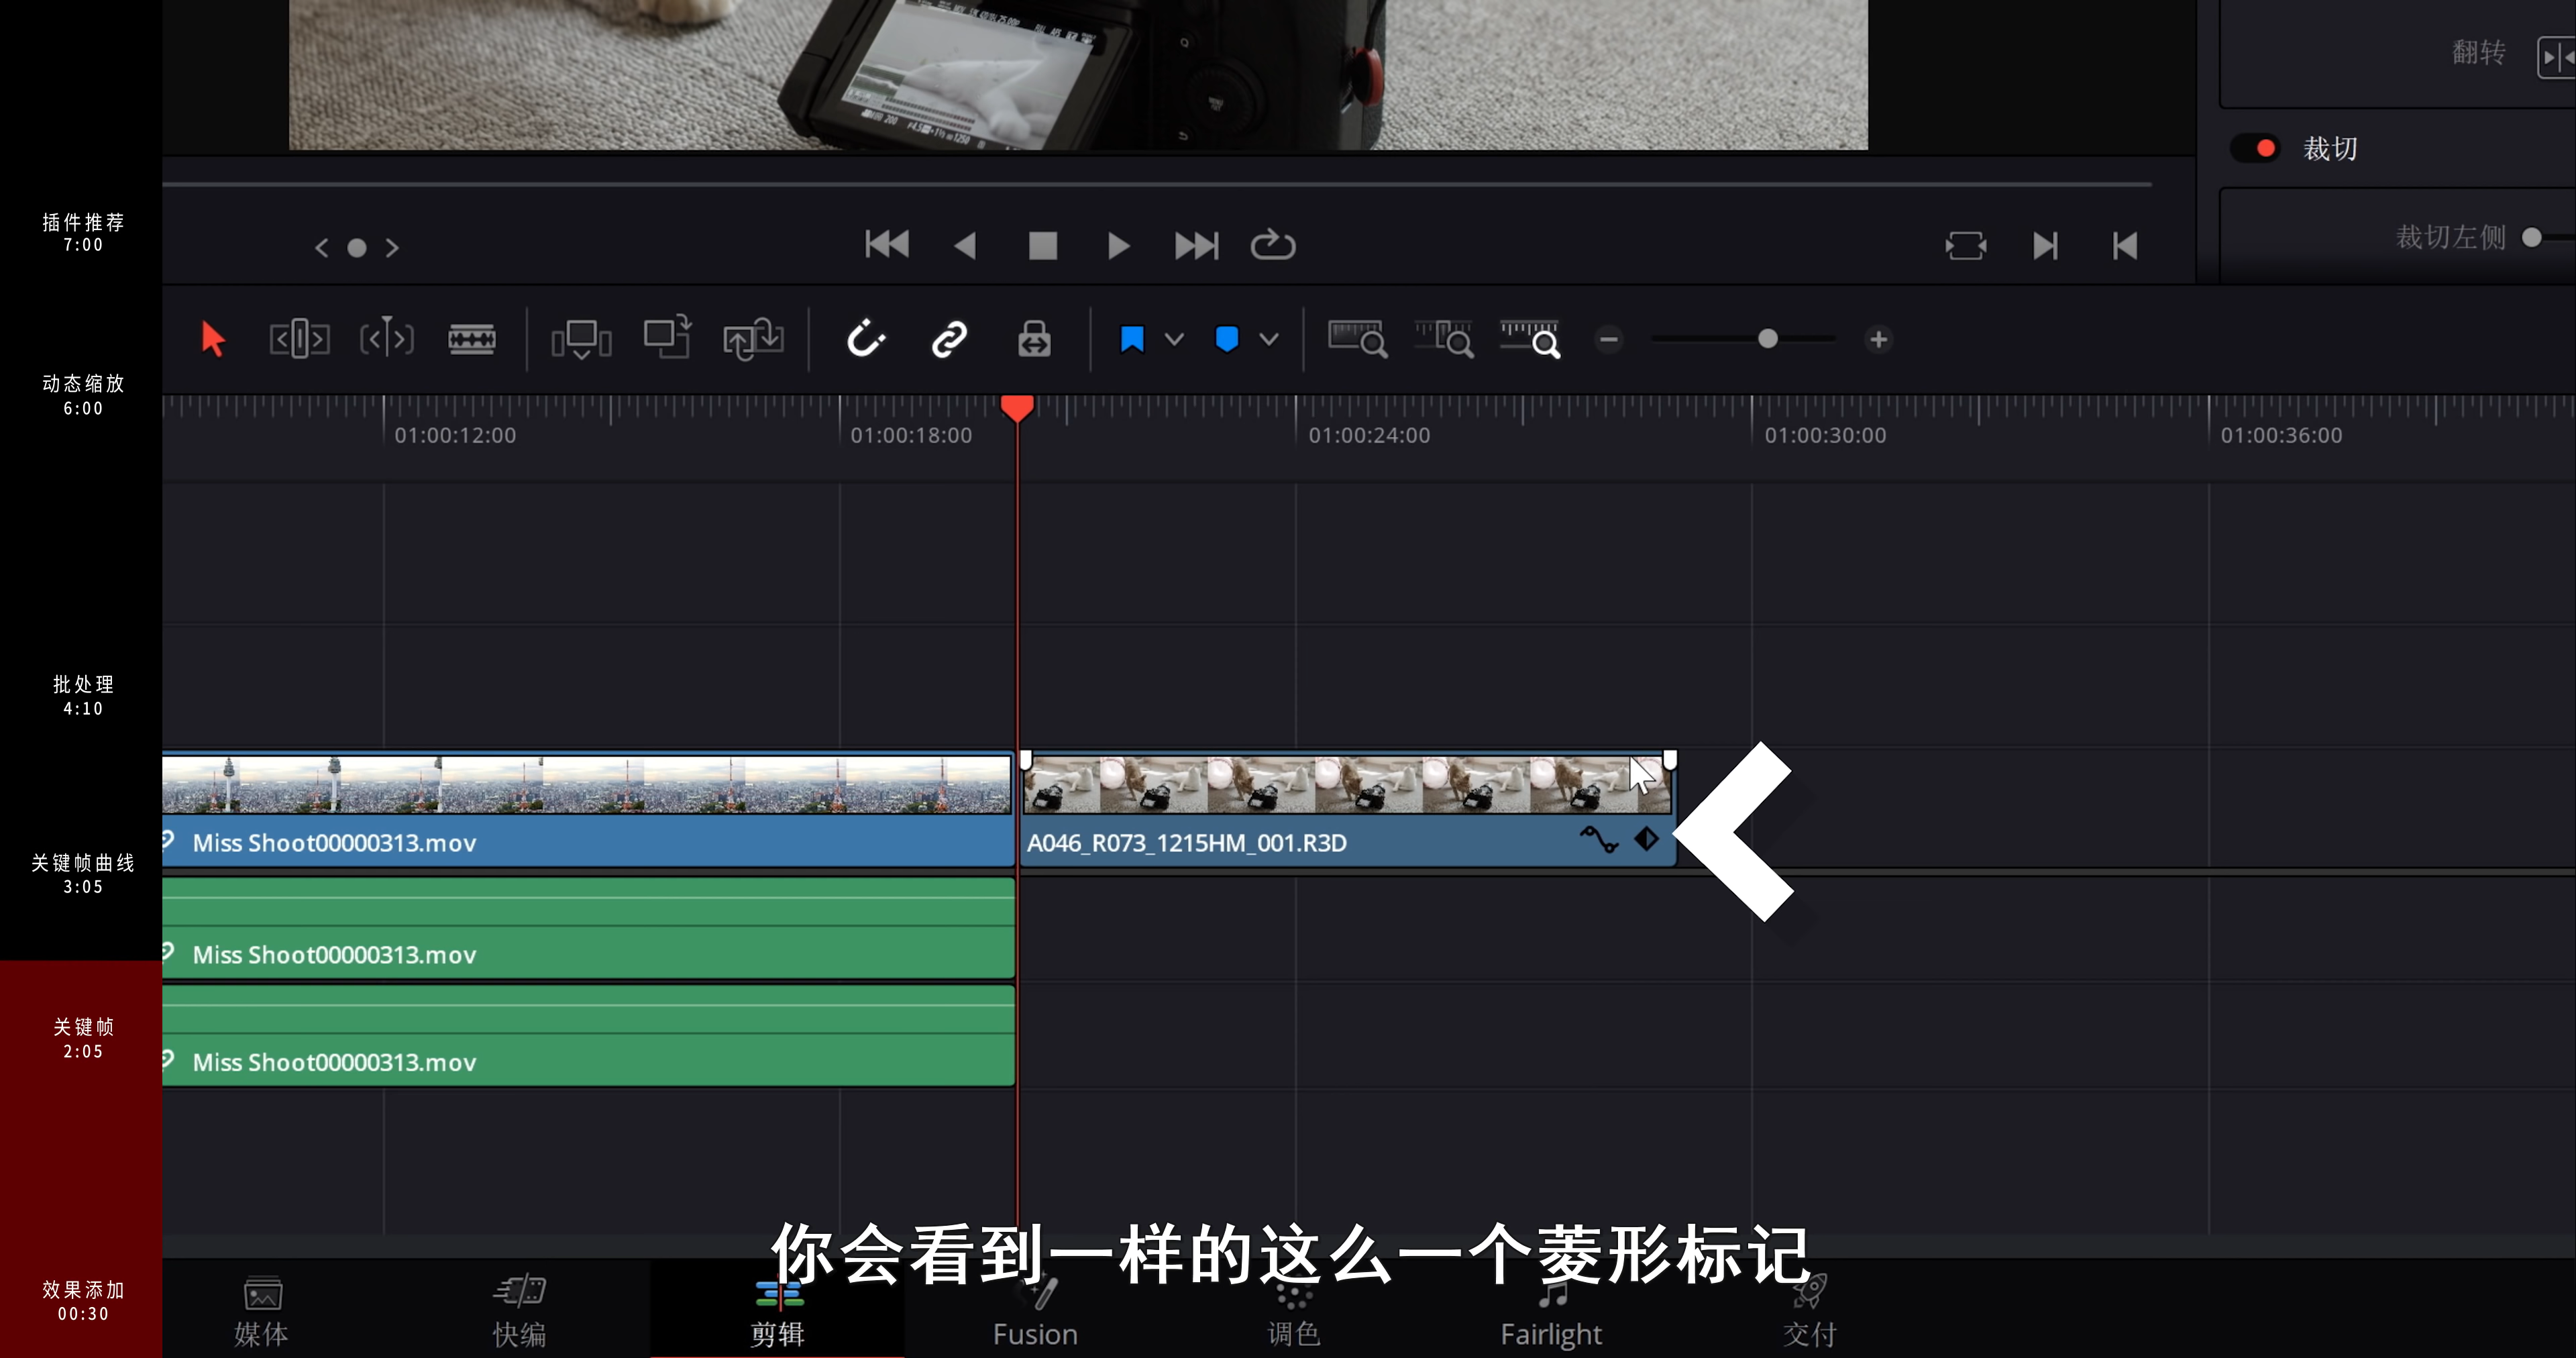 翻转
裁切
裁切左侧
插件推荐
7:00
动态缩放
6:00
批处理
4:10
关键帧曲线
3:05
关键帧
2:05
效果添加
00:30
01:00:12:00
01:00:18:00
01:00:24:00
01:00:30:00
01:00:36:00
Miss Shoot00000313.mov
A046_R073_1215HM_001.R3D
Miss Shoot00000313.mov
Miss Shoot00000313.mov
你会看到一样的这么一个菱形标记
媒体
快编
剪辑
Fusion
调色
Fairlight
交付